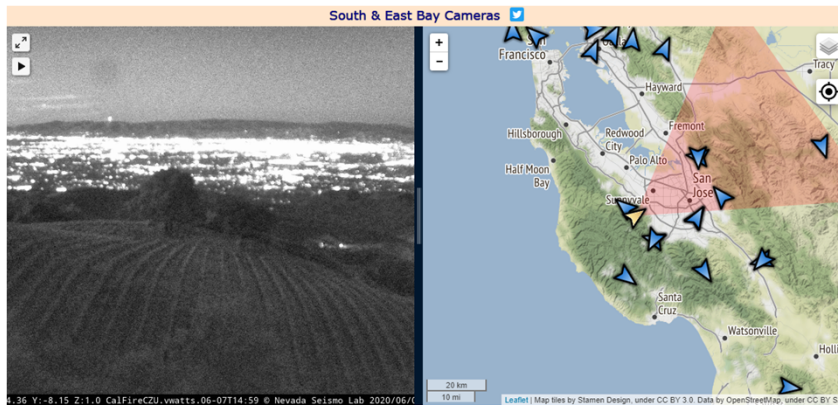 South & East Bay Cameras
4.36 Y:-8.15 Z:1.0 CalFireCZU.vwatts.06-07T14:59 © Nevada Seismo Lab 2020/06/0
+
−
San
Francisco
Tracy
Hayward
Hillsborough
Redwood
City
Fremont
Half Moon
Bay
Palo Alto
San
Jose
Sunnyvale
Santa
Cruz
Watsonville
Holli
20 km
10 mi
Leaflet | Map tiles by Stamen Design, under CC BY 3.0. Data by OpenStreetMap, under CC BY S